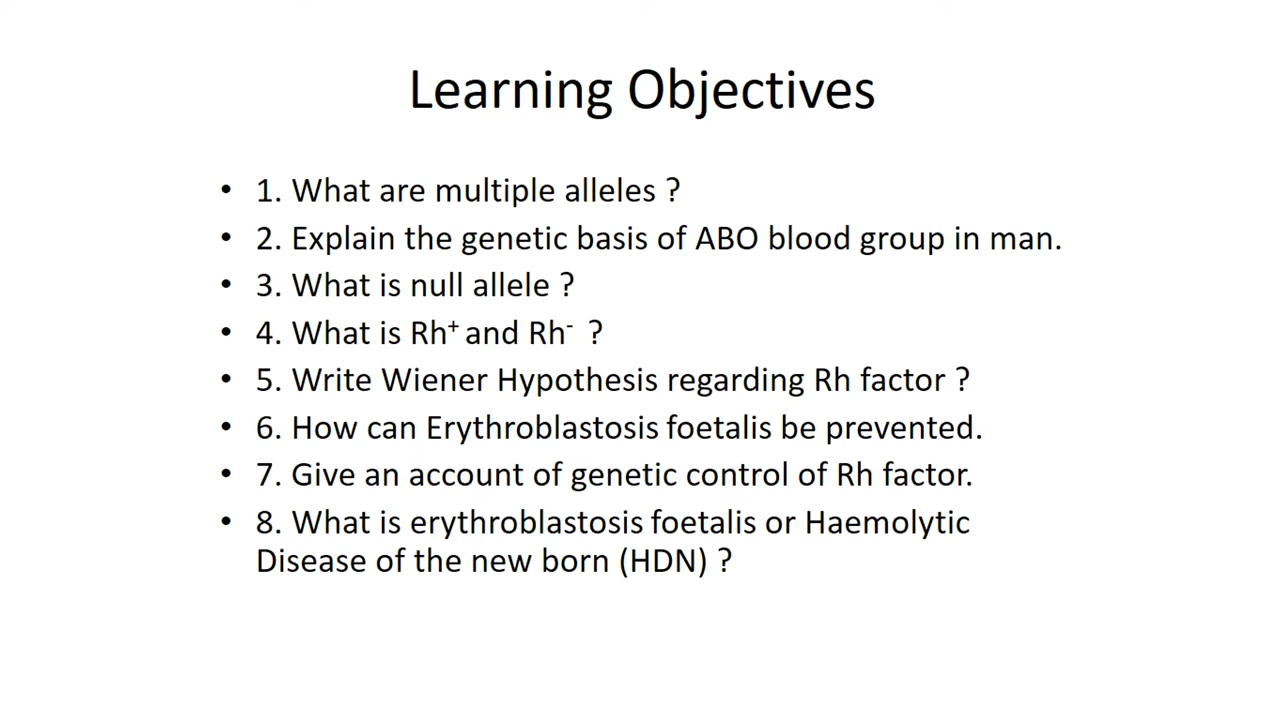 Learning Objectives
• 1. What are multiple alleles ?
• 2. Explain the genetic basis of ABO blood group in man.
• 3. What is null allele ?
• 4. What is Rh⁺ and Rh⁻ ?
• 5. Write Wiener Hypothesis regarding Rh factor ?
• 6. How can Erythroblastosis foetalis be prevented.
• 7. Give an account of genetic control of Rh factor.
• 8. What is erythroblastosis foetalis or Haemolytic
Disease of the new born (HDN) ?